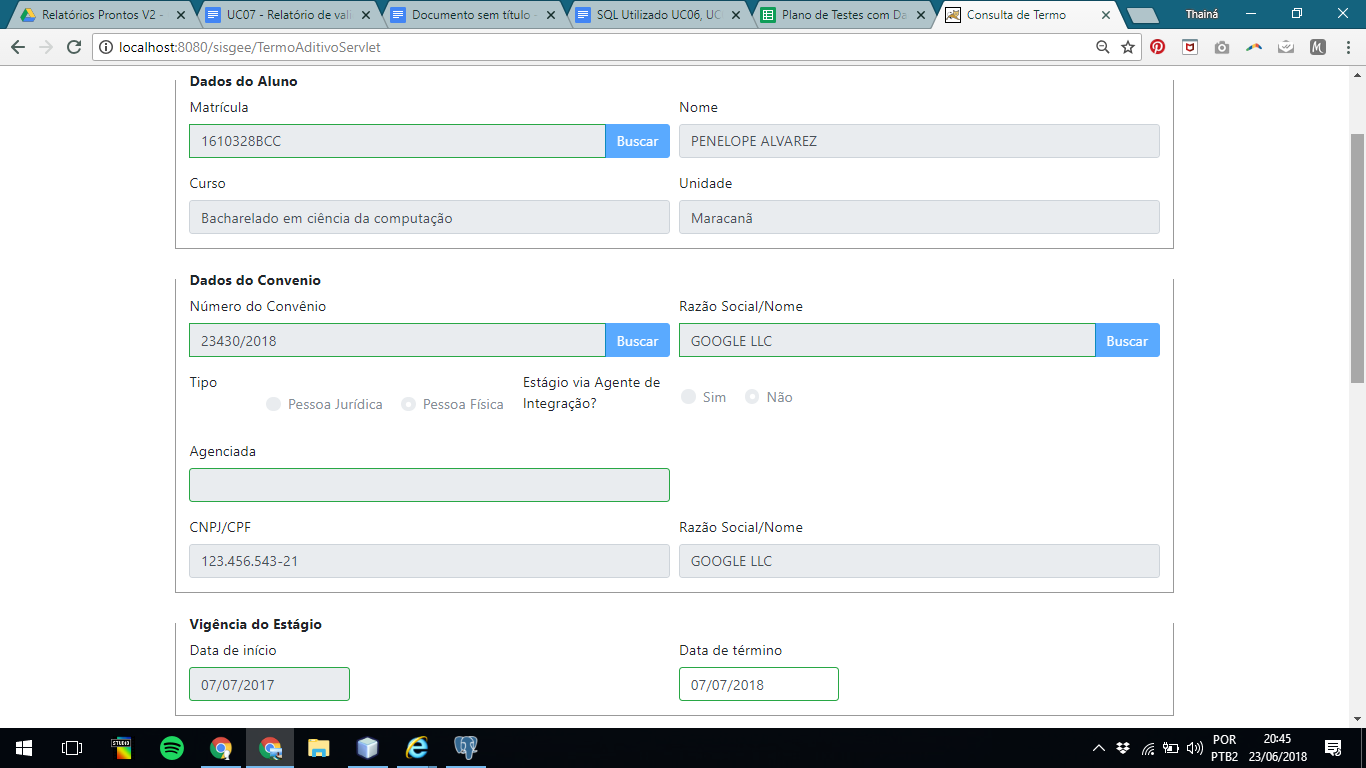 Relatórios Prontos V2 -
UC07 - Relatório de vali
Documento sem título -
SQL Utilizado UC06, UC
Plano de Testes com Da
Consulta de Termo
Thainá
localhost:8080/sisgee/TermoAditivoServlet
Dados do Aluno
Matrícula Nome
1610328BCC Buscar PENELOPE ALVAREZ
Curso Unidade
Bacharelado em ciência da computação Maracanã
Dados do Convenio
Número do Convênio Razão Social/Nome
23430/2018 Buscar GOOGLE LLC Buscar
Tipo Pessoa Jurídica Pessoa Física
Estágio via Agente de
Integração? Sim Não
Agenciada
CNPJ/CPF Razão Social/Nome
123.456.543-21 GOOGLE LLC
Vigência do Estágio
Data de início Data de término
07/07/2017 07/07/2018
STUDIO
POR 20:45
PTB2 23/06/2018